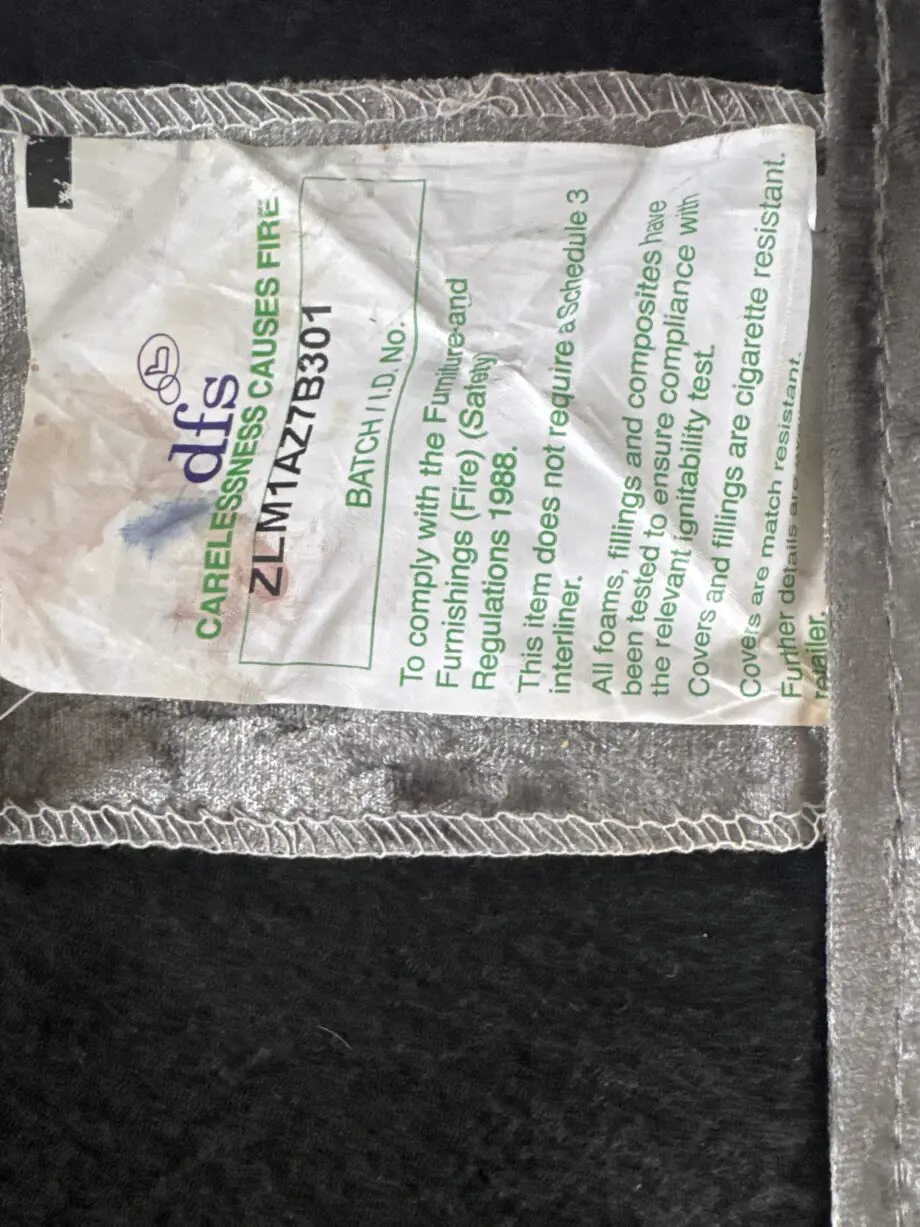 dfs
CARELESSNESS CAUSES FIRE
ZLM1AZ7B301
BATCH / I.D. No.
To comply with the Furniture and
Furnishings (Fire) (Safety)
Regulations 1988.
This item does not require a Schedule 3
interliner.
All foams, fillings and composites have
been tested to ensure compliance with
the relevant ignitability test.
Covers and fillings are cigarette resistant.
Covers are match resistant.
Further details are
retailer.